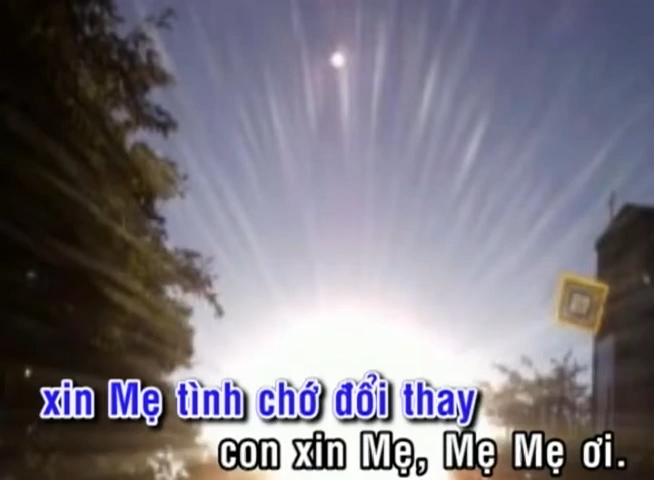 xin Mẹ tình chớ đổi thay
con xin Mẹ, Mẹ Mẹ ơi.